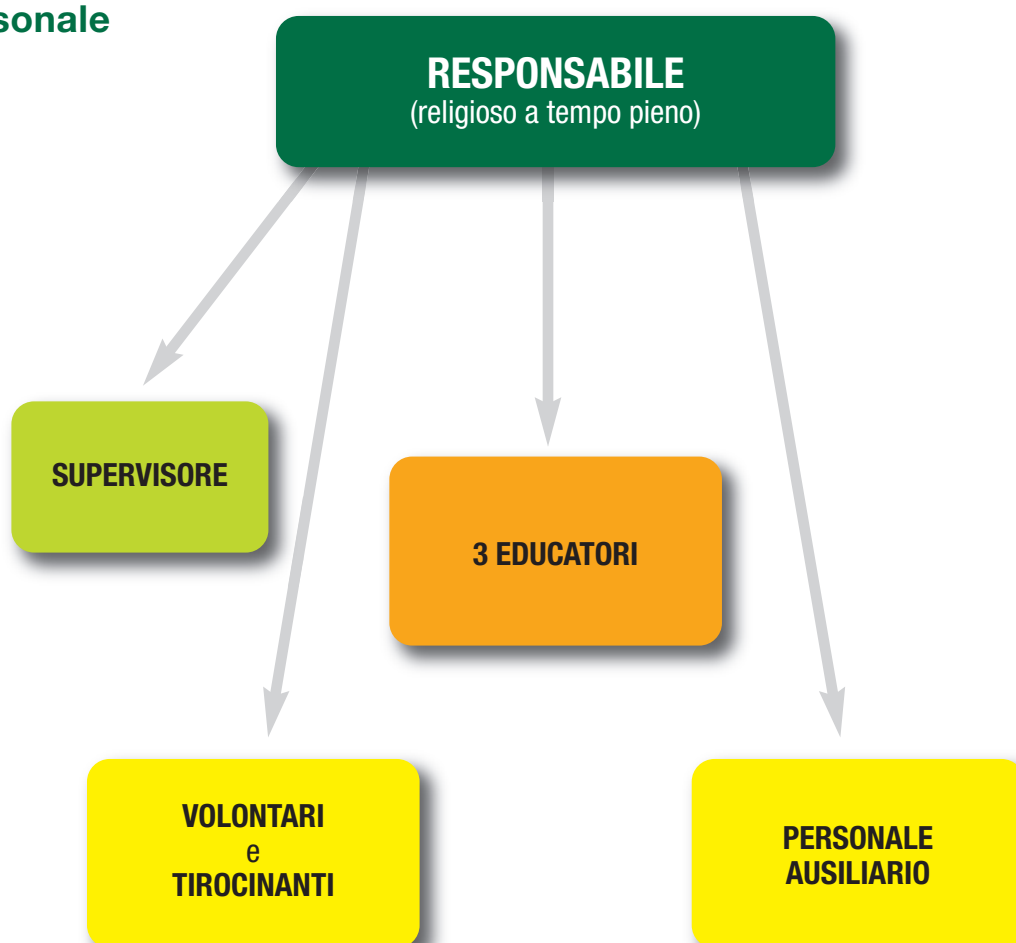 sonale
RESPONSABILE
(religioso a tempo pieno)
SUPERVISORE
3 EDUCATORI
VOLONTARI
e
TIROCINANTI
PERSONALE
AUSILIARIO